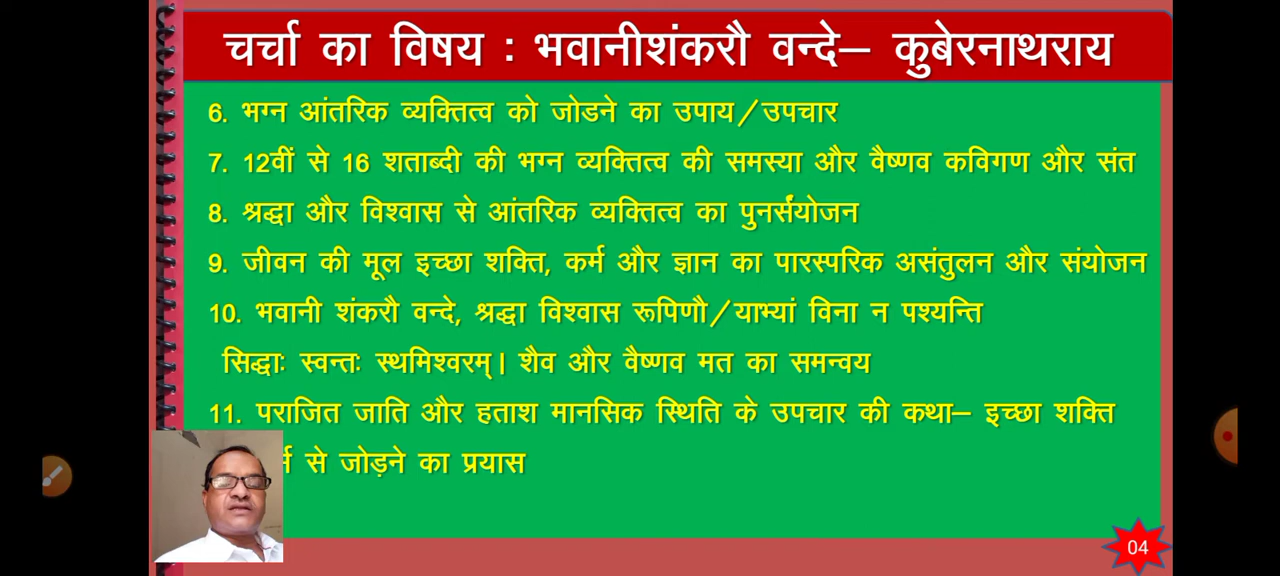 चर्चा का विषय : भवानीशंकरौ वन्दे– कुबेरनाथराय
6. भग्न आंतरिक व्यक्तित्व को जोडने का उपाय/उपचार
7. 12वीं से 16 शताब्दी की भग्न व्यक्तित्व की समस्या और वैष्णव कविगण और संत
8. श्रद्धा और विश्वास से आंतरिक व्यक्तित्व का पुनर्संयोजन
9. जीवन की मूल इच्छा शक्ति, कर्म और ज्ञान का पारस्परिक असंतुलन और संयोजन
10. भवानी शंकरौ वन्दे, श्रद्धा विश्वास रूपिणौ/याभ्यां विना न पश्यन्ति
सिद्धाः स्वन्तः स्थमिश्वरम्। शैव और वैष्णव मत का समन्वय
11. पराजित जाति और हताश मानसिक स्थिति के उपचार की कथा– इच्छा शक्ति
से जोड़ने का प्रयास
04